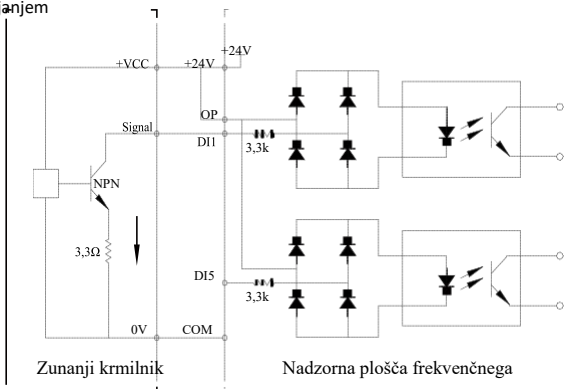 anjem
+24V
+VCC
+24V
OP
Signal
DI1
3,3k
NPN
3,3Ω
DI5
3,3k
0V
COM
Zunanji krmilnik
Nadzorna plošča frekvenčnega